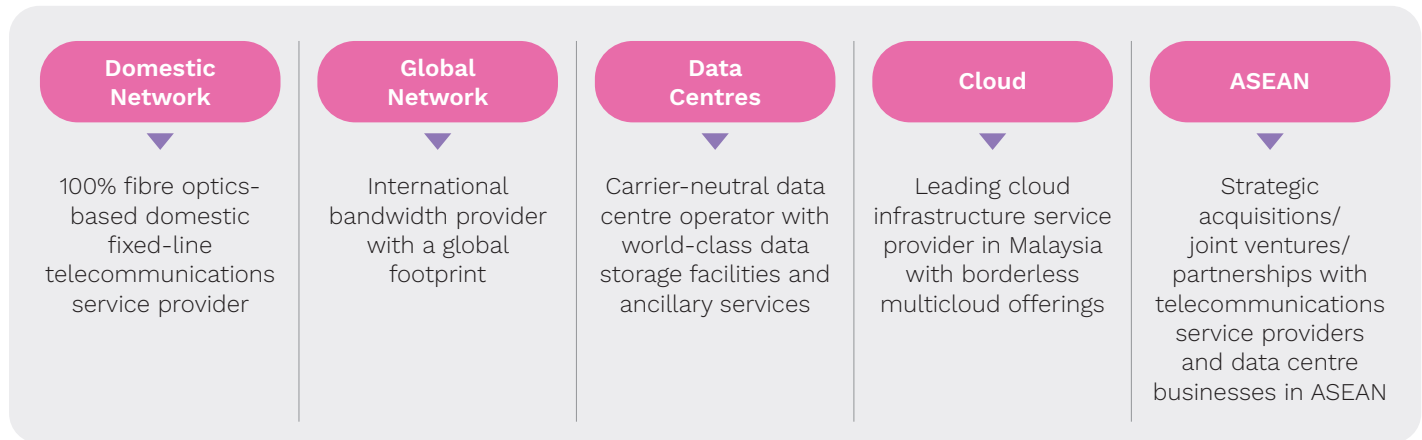 Domestic
Network
100% fibre optics-
based domestic
fixed-line
telecommunications
service provider
Global
Network
International
bandwidth provider
with a global
footprint
Data
Centres
Carrier-neutral data
centre operator with
world-class data
storage facilities and
ancillary services
Cloud
Leading cloud
infrastructure service
provider in Malaysia
with borderless
multicloud offerings
ASEAN
Strategic
acquisitions/
joint ventures/
partnerships with
telecommunications
service providers
and data centre
businesses in ASEAN